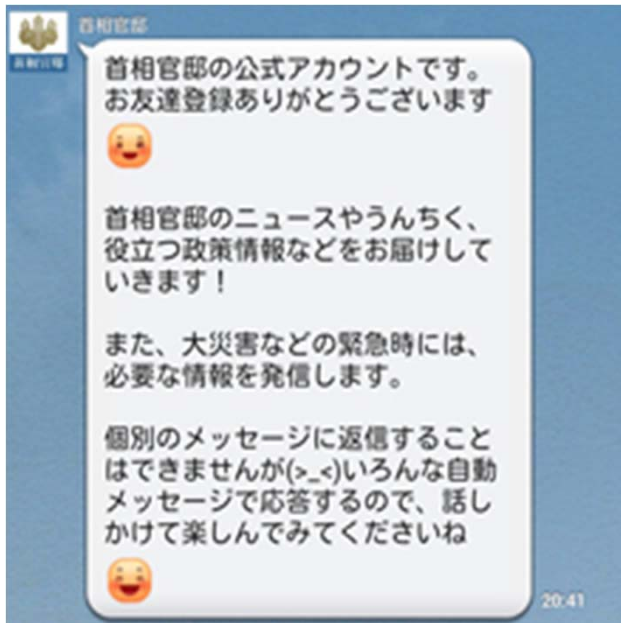 首相官邸
首相官邸
首相官邸の公式アカウントです。
お友達登録ありがとうございます
首相官邸のニュースやうんちく、
役立つ政策情報などをお届けして
いきます！
また、大災害などの緊急時には、
必要な情報を発信します。
個別のメッセージに返信すること
はできませんが(>_<)いろんな自動
メッセージで応答するので、話し
かけて楽しんでみてくださいね
20:41